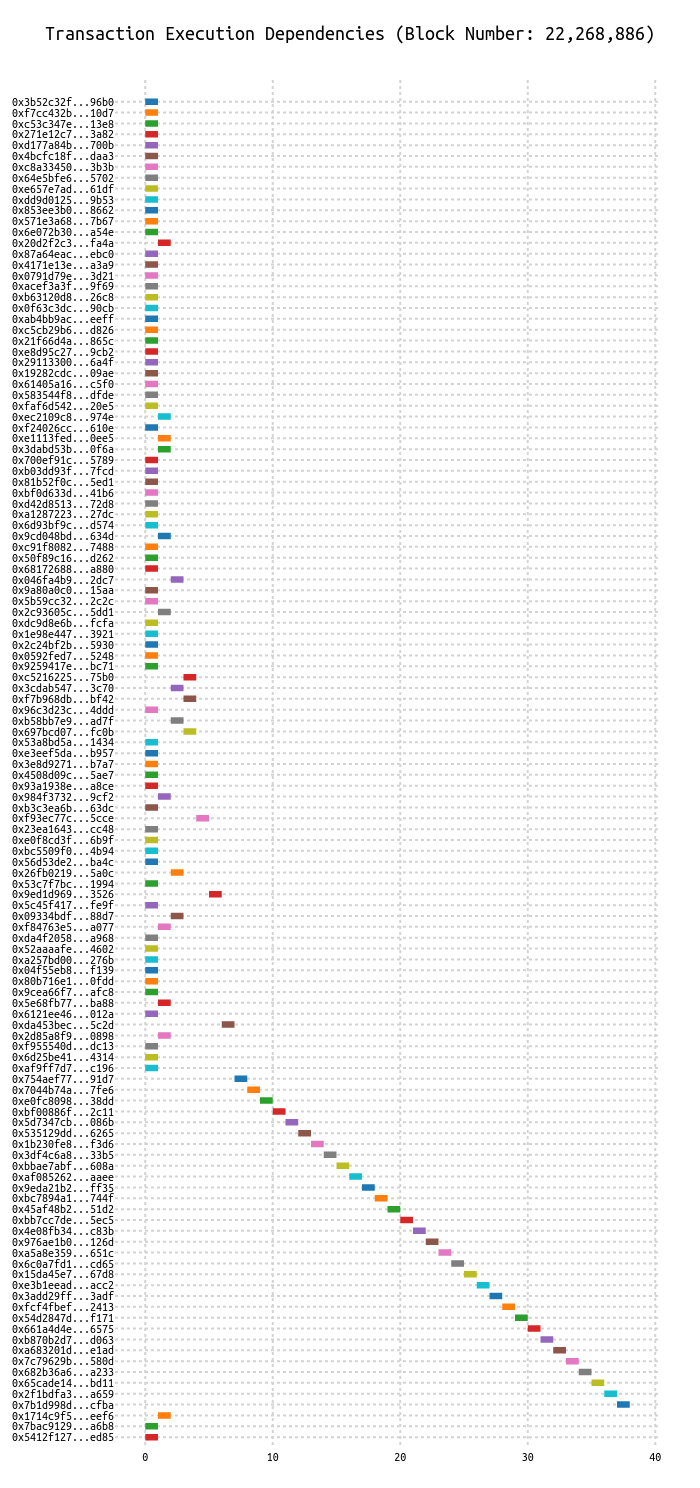 Transaction Execution Dependencies (Block Number: 22,268,886)
0x3b52c32f...96b0
0xf7cc432b...10d7
0xc53c347e...13e8
0x271e12c7...3a82
0xd177a84b...700b
0x4bcfc18f...daa3
0xc8a33450...3b3b
0x64e5bfe6...5702
0xe657e7ad...61df
0xdd9d0125...9b53
0x853ee3b0...8662
0x571e3a68...7b67
0x6e072b30...a54e
0x20d2f2c3...fa4a
0x87a64eac...ebc0
0x4171e13e...a3a9
0x0791d79e...3d21
0xacef3a3f...9f69
0xb63120d8...26c8
0x0f63c3dc...90cb
0xab4bb9ac...eeff
0xc5cb29b6...d826
0x21f66d4a...865c
0xe8d95c27...9cb2
0x29113300...6a4f
0x19282cdc...09ae
0x61405a16...c5f0
0x583544f8...dfde
0xfaf6d542...20e5
0xec2109c8...974e
0xf24026cc...610e
0xe1113fed...0ee5
0x3dabd53b...0f6a
0x700ef91c...5789
0xb03dd93f...7fcd
0x81b52f0c...5ed1
0xbf0d633d...41b6
0xd42d8513...72d8
0xa1287223...27dc
0x6d93bf9c...d574
0x9cd048bd...634d
0xc91f8082...7488
0x50f89c16...d262
0x68172688...a880
0x046fa4b9...2dc7
0x9a80a0c0...15aa
0x5b59cc32...2c2c
0x2c93605c...5dd1
0xdc9d8e6b...fcfa
0x1e98e447...3921
0x2c24bf2b...5930
0x0592fed7...5248
0x9259417e...bc71
0xc5216225...75b0
0x3cdab547...3c70
0xf7b968db...bf42
0x96c3d23c...4ddd
0xb58bb7e9...ad7f
0x697bcd07...fc0b
0x53a8bd5a...1434
0xe3eef5da...b957
0x3e8d9271...b7a7
0x4508d09c...5ae7
0x93a1938e...a8ce
0x984f3732...9cf2
0xb3c3ea6b...63dc
0xf93ec77c...5cce
0x23ea1643...cc48
0xe0f8cd3f...6b9f
0xbc5509f0...4b94
0x56d53de2...ba4c
0x26fb0219...5a0c
0x53c7f7bc...1994
0x9ed1d969...3526
0x5c45f417...fe9f
0x09334bdf...88d7
0xf84763e5...a077
0xda4f2058...a968
0x52aaaafe...4602
0xa257bd00...276b
0x04f55eb8...f139
0x80b716e1...0fdd
0x9cea66f7...afc8
0x5e68fb77...ba88
0x6121ee46...012a
0xda453bec...5c2d
0x2d85a8f9...0898
0xf955540d...dc13
0x6d25be41...4314
0xaf9ff7d7...c196
0x754aef77...91d7
0x7044b74a...7fe6
0xe0fc8098...38dd
0xbf00886f...2c11
0x5d7347cb...086b
0x535129dd...6265
0x1b230fe8...f3d6
0x3df4c6a8...33b5
0xbbae7abf...608a
0xaf085262...aaee
0x9eda21b2...ff35
0xbc7894a1...744f
0x45af48b2...51d2
0xbb7cc7de...5ec5
0x4e08fb34...c83b
0x976ae1b0...126d
0xa5a8e359...651c
0x6c0a7fd1...cd65
0x15da45e7...67d8
0xe3b1eead...acc2
0x3add29ff...3adf
0xfcf4fbef...2413
0x54d2847d...f171
0x661a4d4e...6575
0xb870b2d7...d063
0xa683201d...e1ad
0x7c79629b...580d
0x682b36a6...a233
0x65cade14...bd11
0x2f1bdfa3...a659
0x7b1d998d...cfba
0x1714c9f5...eef6
0x7bac9129...a6b8
0x5412f127...ed85
0 10 20 30 40